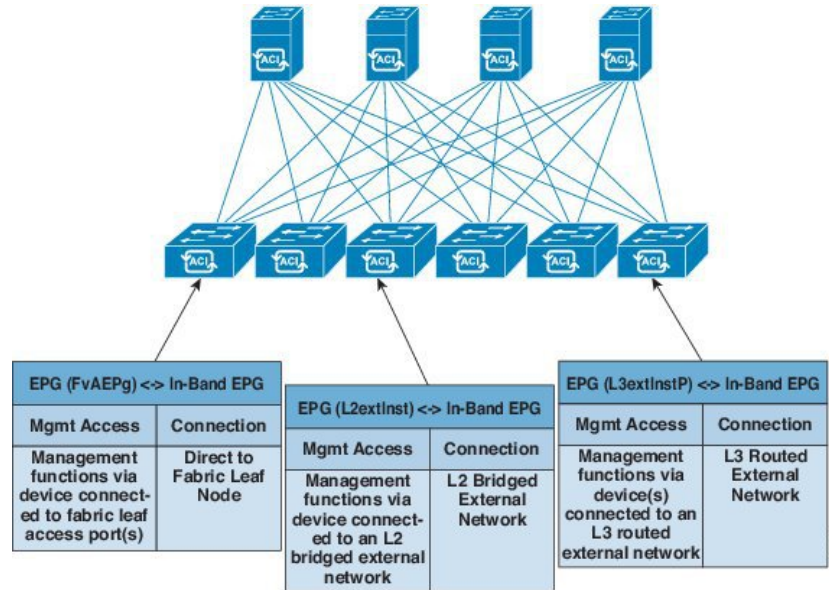 ACI
ACI
ACI
ACI
ACI
ACI
ACI
ACI
ACI
ACI
EPG (FvAEPg) <-> In-Band EPG
Mgmt Access
Connection
Management
functions via
device connect-
ed to fabric leaf
access port(s)
Direct to
Fabric Leaf
Node
EPG (L2extInst) <-> In-Band EPG
Mgmt Access
Connection
Management
functions via
device connect-
ed to an L2
bridged external
network
L2 Bridged
External
Network
EPG (L3extInstP) <-> In-Band EPG
Mgmt Access
Connection
Management
functions via
device(s)
connected to an
L3 routed
external network
L3 Routed
External
Network